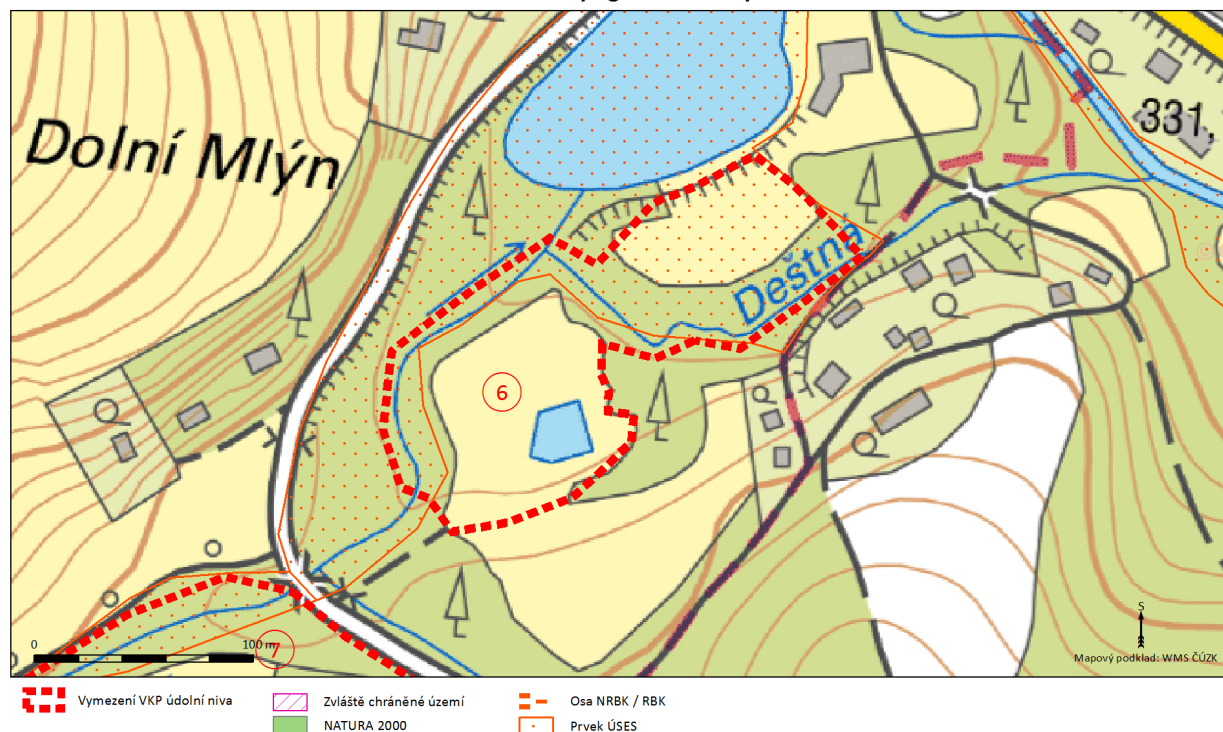 Dolní Mlýn
331,
Deštná
6
7
0
100 m
S
Mapový podklad: WMS ČÚZK
Vymezení VKP údolní niva
Zvláště chráněné území
Osa NRBK / RBK
NATURA 2000
Prvek ÚSES